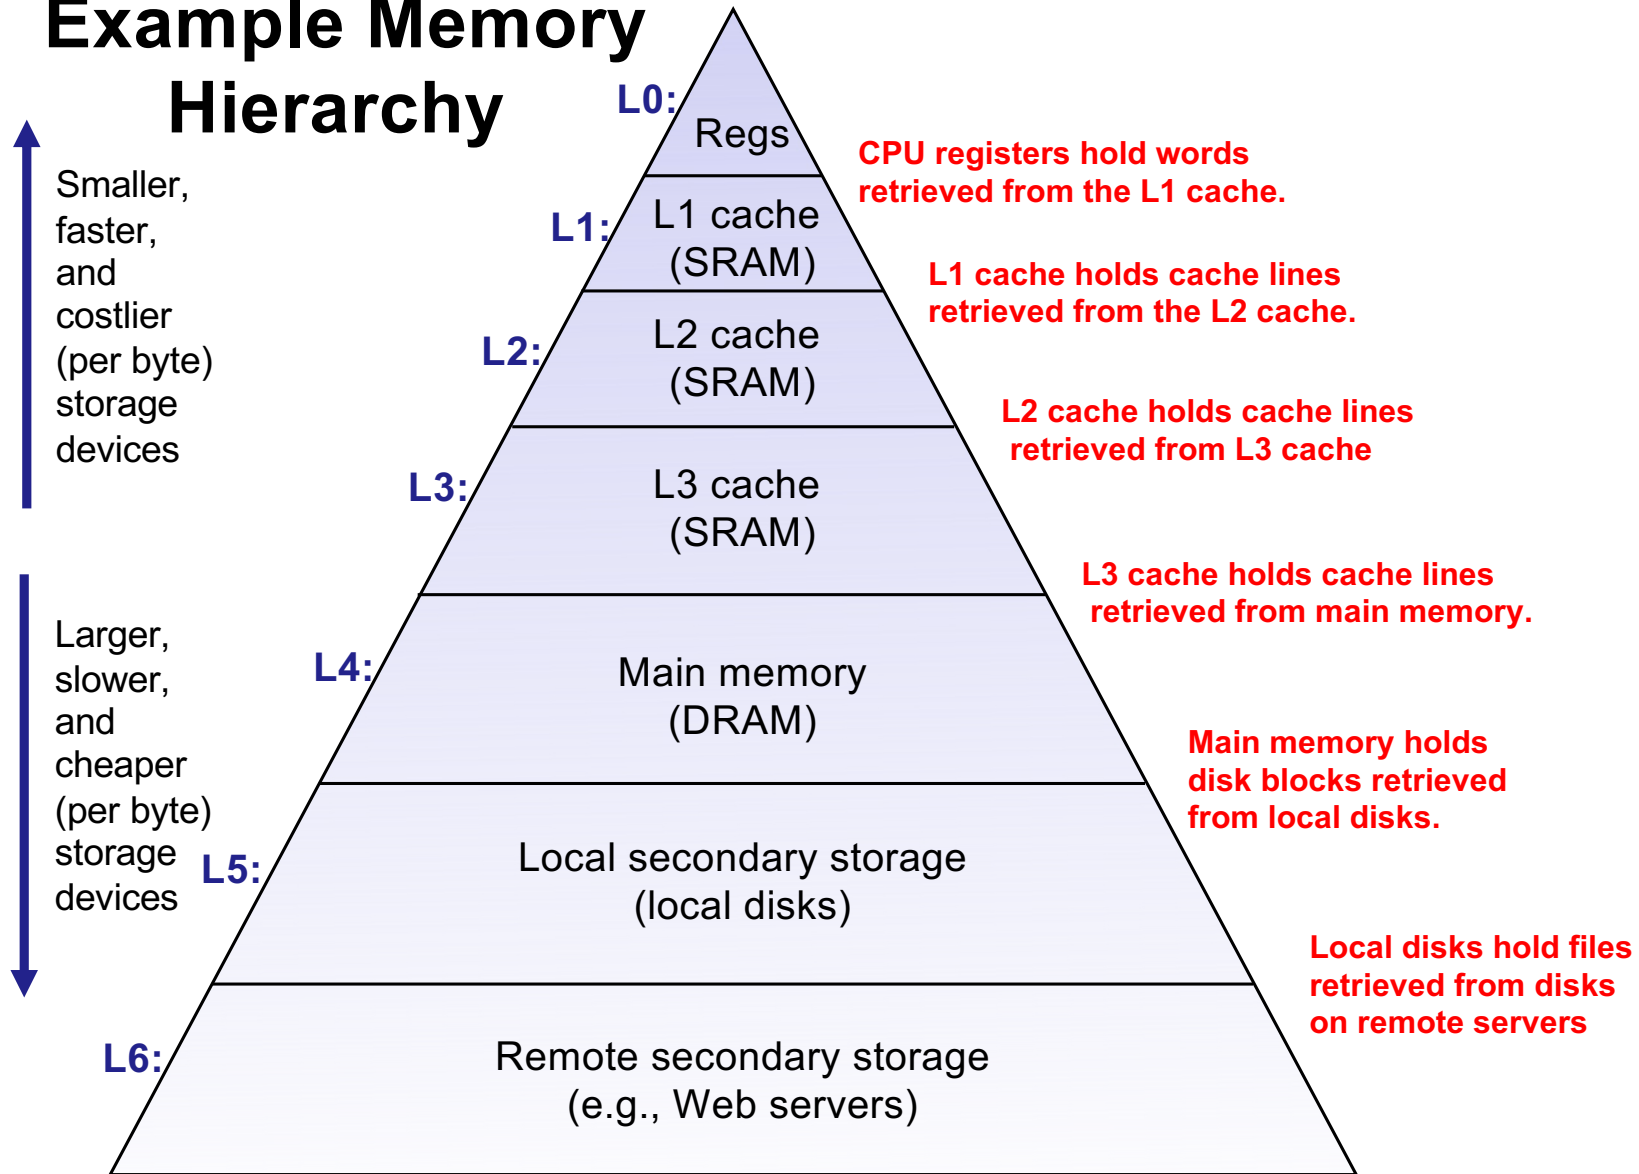 Example Memory
Hierarchy
Smaller,
faster,
and
costlier
(per byte)
storage
devices
Larger,
slower,
and
cheaper
(per byte)
storage
devices
L0:
Regs
CPU registers hold words
retrieved from the L1 cache.
L1:
L1 cache
(SRAM)
L1 cache holds cache lines
retrieved from the L2 cache.
L2:
L2 cache
(SRAM)
L2 cache holds cache lines
retrieved from L3 cache
L3:
L3 cache
(SRAM)
L3 cache holds cache lines
retrieved from main memory.
L4:
Main memory
(DRAM)
Main memory holds
disk blocks retrieved
from local disks.
L5:
Local secondary storage
(local disks)
Local disks hold files
retrieved from disks
on remote servers
L6:
Remote secondary storage
(e.g., Web servers)